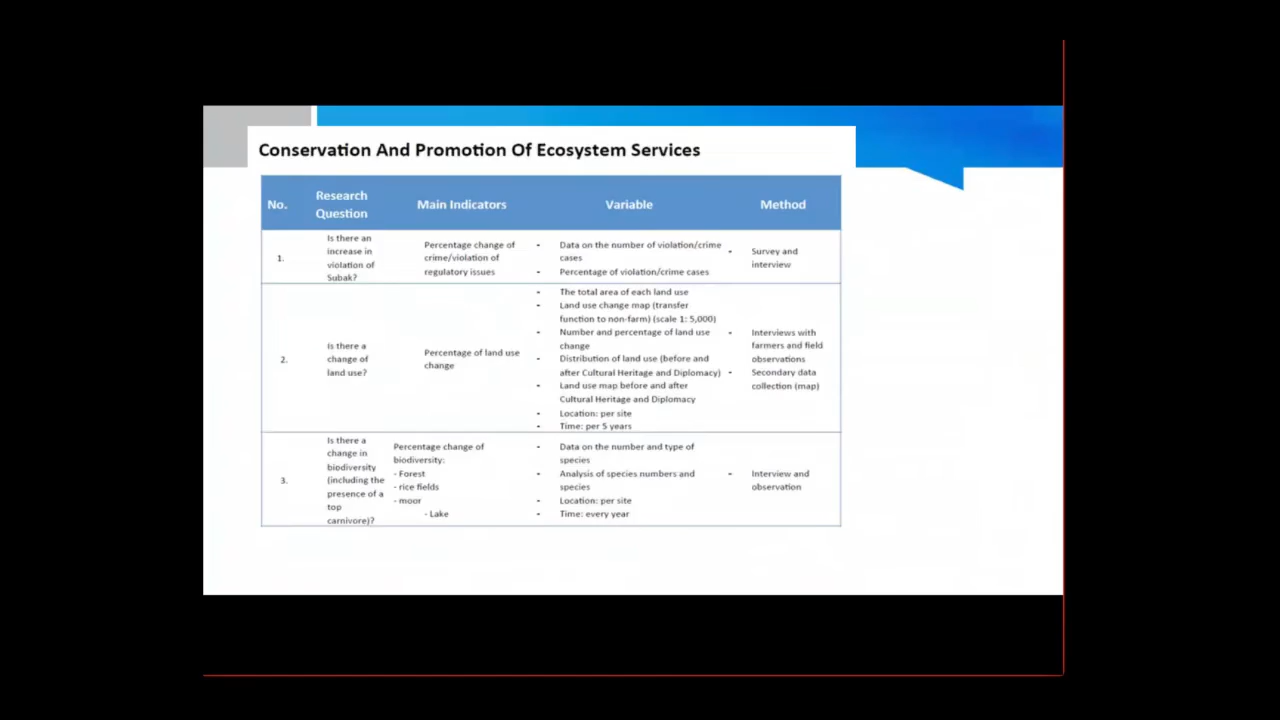 Conservation And Promotion Of Ecosystem Services
No.
Research
Question
Main Indicators
Variable
Method
1.
Is there an
increase in
violation of
Subak?
Percentage change of
crime/violation of
regulatory issues
- Data on the number of violation/crime
cases
- Percentage of violation/crime cases
- Survey and
interview
2.
Is there a
change of
land use?
Percentage of land use
change
- The total area of each land use
- Land use change map (transfer
function to non-farm) (scale 1: 5,000)
- Number and percentage of land use
change
- Distribution of land use (before and
after Cultural Heritage and Diplomacy)
- Land use map before and after
Cultural Heritage and Diplomacy
- Location: per site
- Time: per 5 years
- Interviews with
farmers and field
observations
- Secondary data
collection (map)
3.
Is there a
change in
biodiversity
(including the
presence of a
top
carnivore)?
Percentage change of
biodiversity:
- Forest
- rice fields
- moor
- Lake
- Data on the number and type of
species
- Analysis of species numbers and
species
- Location: per site
- Time: every year
- Interview and
observation